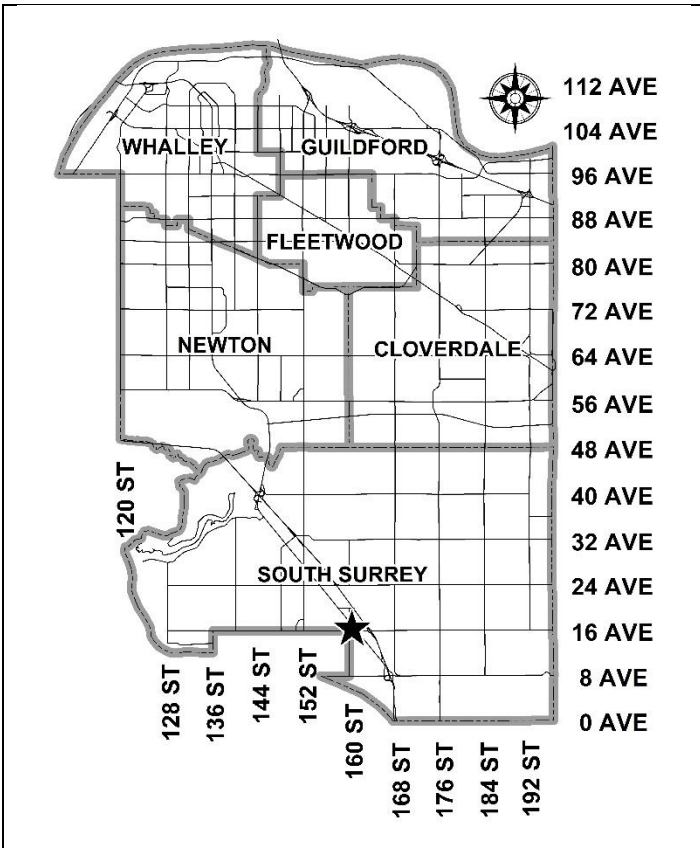 112 AVE
104 AVE
WHALLEY
GUILDFORD
96 AVE
88 AVE
FLEETWOOD
80 AVE
72 AVE
NEWTON
CLOVERDALE
64 AVE
56 AVE
48 AVE
120 ST
40 AVE
32 AVE
SOUTH SURREY
24 AVE
16 AVE
128 ST
136 ST
144 ST
152 ST
160 ST
8 AVE
0 AVE
168 ST
176 ST
184 ST
192 ST